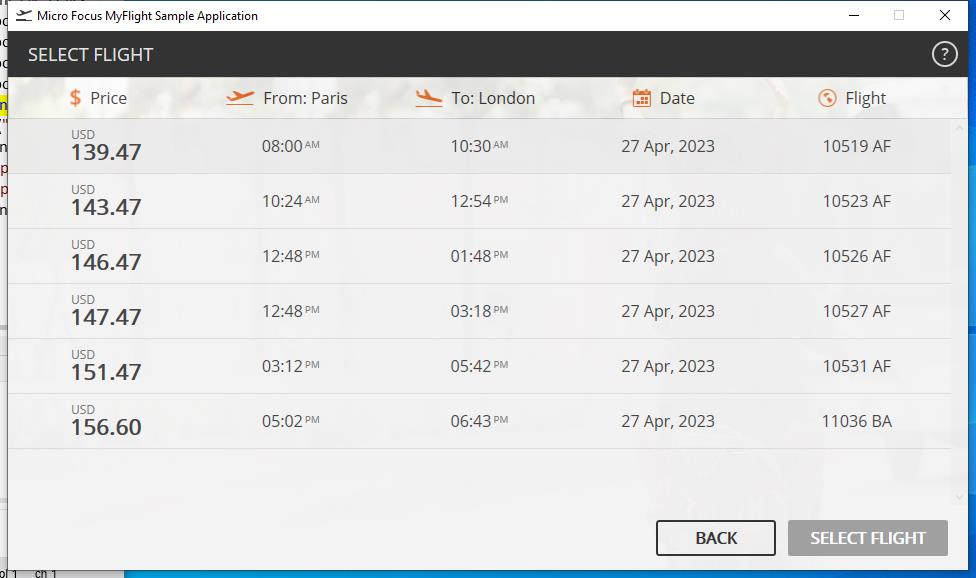 Micro Focus MyFlight Sample Application
SELECT FLIGHT ?
$ Price From: Paris To: London Date Flight
USD
139.47 08:00 AM 10:30 AM 27 Apr, 2023 10519 AF
USD
143.47 10:24 AM 12:54 PM 27 Apr, 2023 10523 AF
USD
146.47 12:48 PM 01:48 PM 27 Apr, 2023 10526 AF
USD
147.47 12:48 PM 03:18 PM 27 Apr, 2023 10527 AF
USD
151.47 03:12 PM 05:42 PM 27 Apr, 2023 10531 AF
USD
156.60 05:02 PM 06:43 PM 27 Apr, 2023 11036 BA
BACK SELECT FLIGHT
ol 1 ch 1